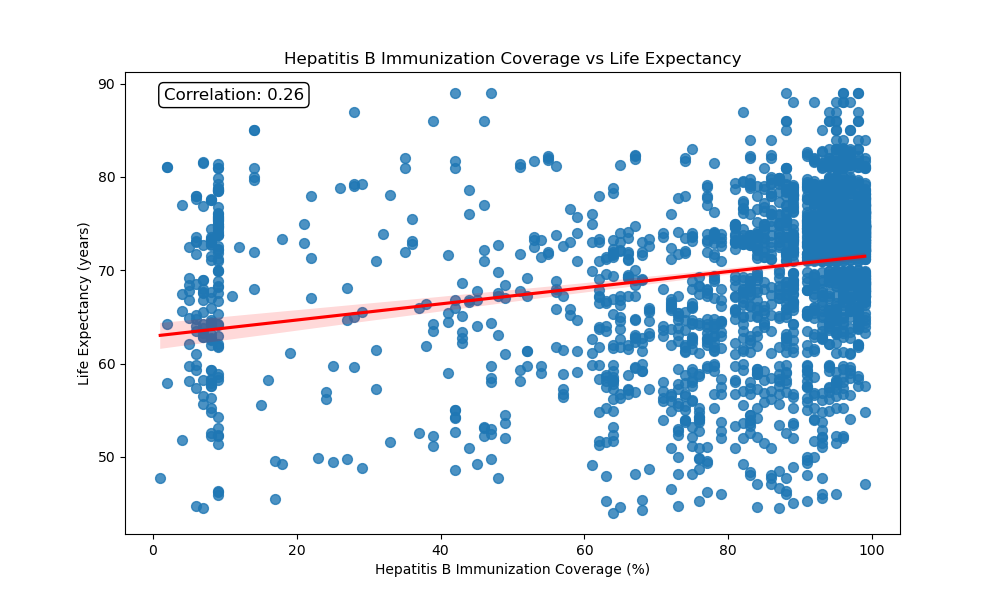 Hepatitis B Immunization Coverage vs Life Expectancy
Correlation: 0.26
Life Expectancy (years)
90
80
70
60
50
0 20 40 60 80 100
Hepatitis B Immunization Coverage (%)